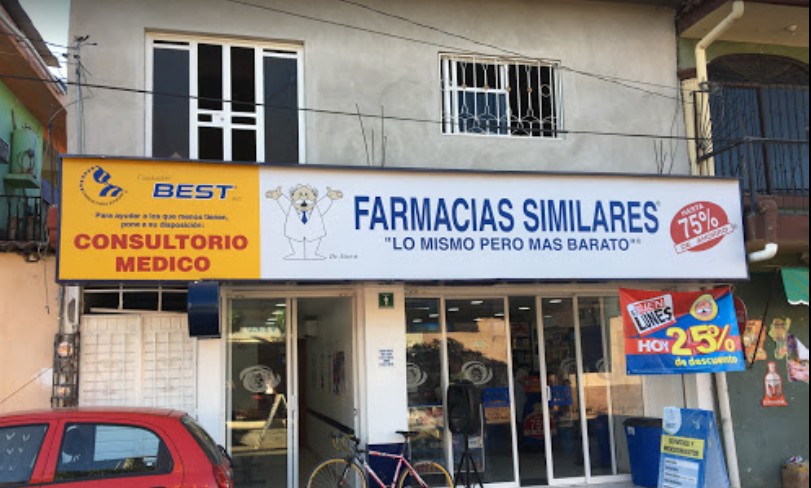 Fundación
BEST
A.C.
Para ayudar a los que menos tienen,
pone a su disposición:
CONSULTORIO
MEDICO
Dr. Simi
FARMACIAS SIMILARES
"LO MISMO PERO MAS BARATO"
HASTA
75%
DE AHORRO
LUNES
HOY 25%
de descuento
SERVICIOS Y